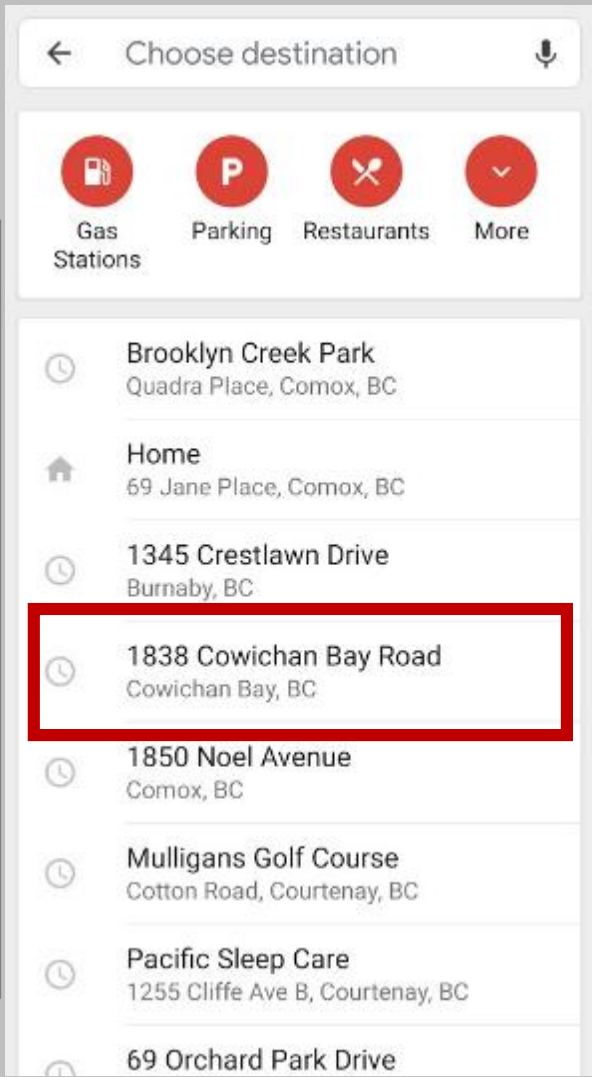 Choose destination
P
Gas
Stations
Parking
Restaurants
More
Brooklyn Creek Park
Quadra Place, Comox, BC
Home
69 Jane Place, Comox, BC
1345 Crestlawn Drive
Burnaby, BC
1838 Cowichan Bay Road
Cowichan Bay, BC
1850 Noel Avenue
Comox, BC
Mulligans Golf Course
Cotton Road, Courtenay, BC
Pacific Sleep Care
1255 Cliffe Ave B, Courtenay, BC
69 Orchard Park Drive